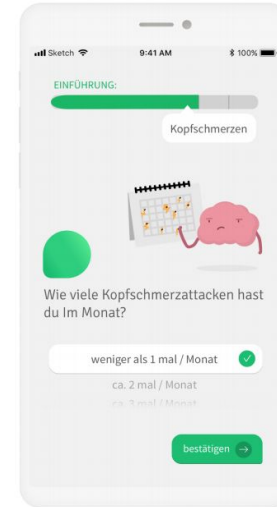 Sketch 9:41 AM 100%
EINFÜHRUNG:
Kopfschmerzen
Wie viele Kopfschmerzattacken hast
du Im Monat?
weniger als 1 mal / Monat
ca. 2 mal / Monat
ca. 3 mal / Monat
bestätigen